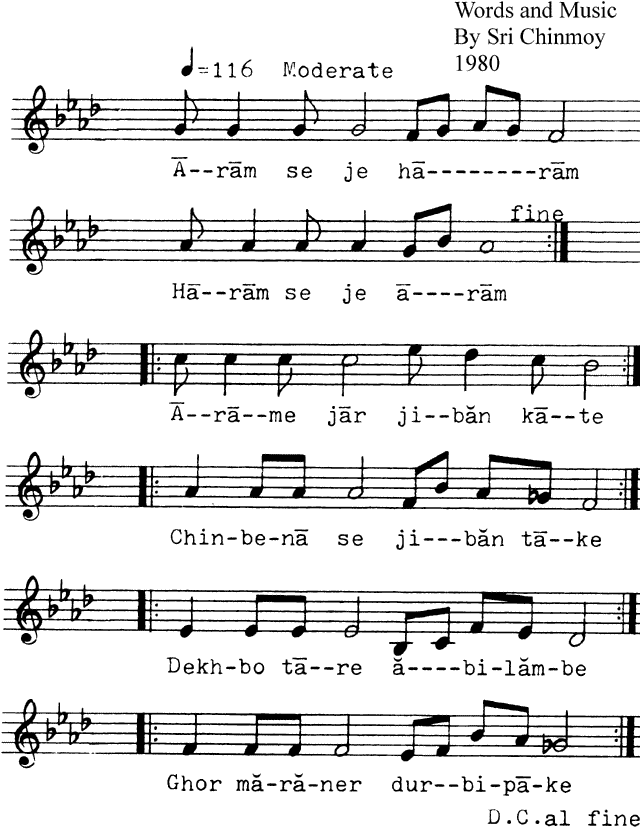 Words and Music
By Sri Chinmoy
1980
♩=116 Moderate
Ā--rām se je hā--------rām
fine
Hā--rām se je ā----rām
Ā--rā--me jār ji--băn kā--te
Chin-be-nā se ji---băn tā--ke
Dekh-bo tā--re ă----bi-lăm-be
Ghor mă-ră-ner dur--bi-pā-ke
D.C.al fine